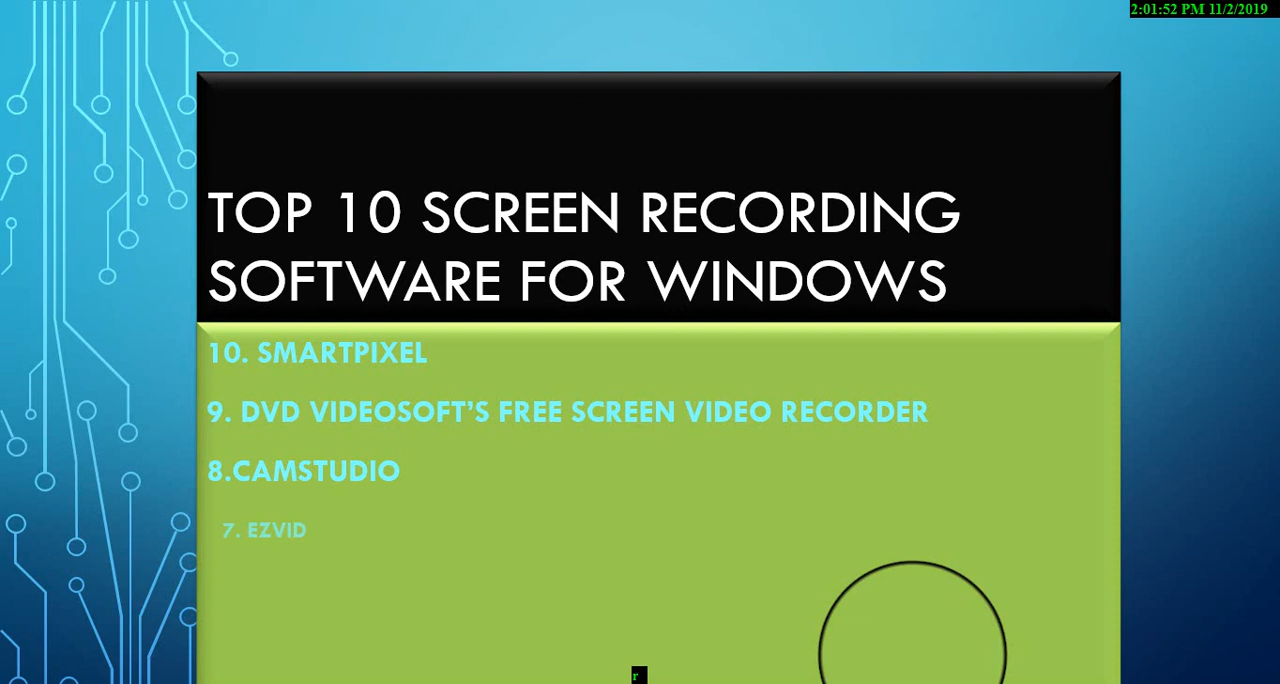 2:01:52 PM 11/2/2019
TOP 10 SCREEN RECORDING
SOFTWARE FOR WINDOWS
10. SMARTPIXEL
9. DVD VIDEOSOFT’S FREE SCREEN VIDEO RECORDER
8.CAMSTUDIO
7. EZVID
r